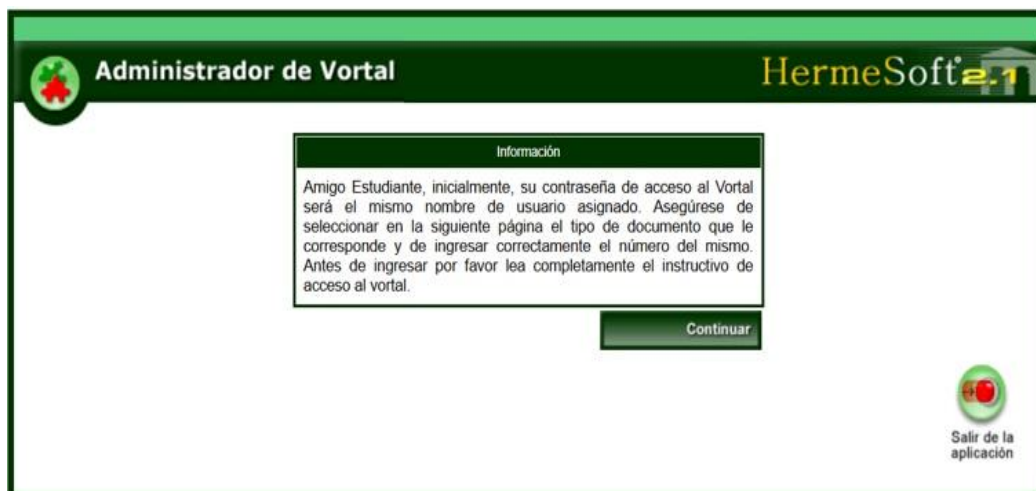 Administrador de Vortal
HermeSoft 2.1
Información
Amigo Estudiante, inicialmente, su contraseña de acceso al Vortal
será el mismo nombre de usuario asignado. Asegúrese de
seleccionar en la siguiente página el tipo de documento que le
corresponde y de ingresar correctamente el número del mismo.
Antes de ingresar por favor lea completamente el instructivo de
acceso al vortal.
Continuar
Salir de la
aplicación